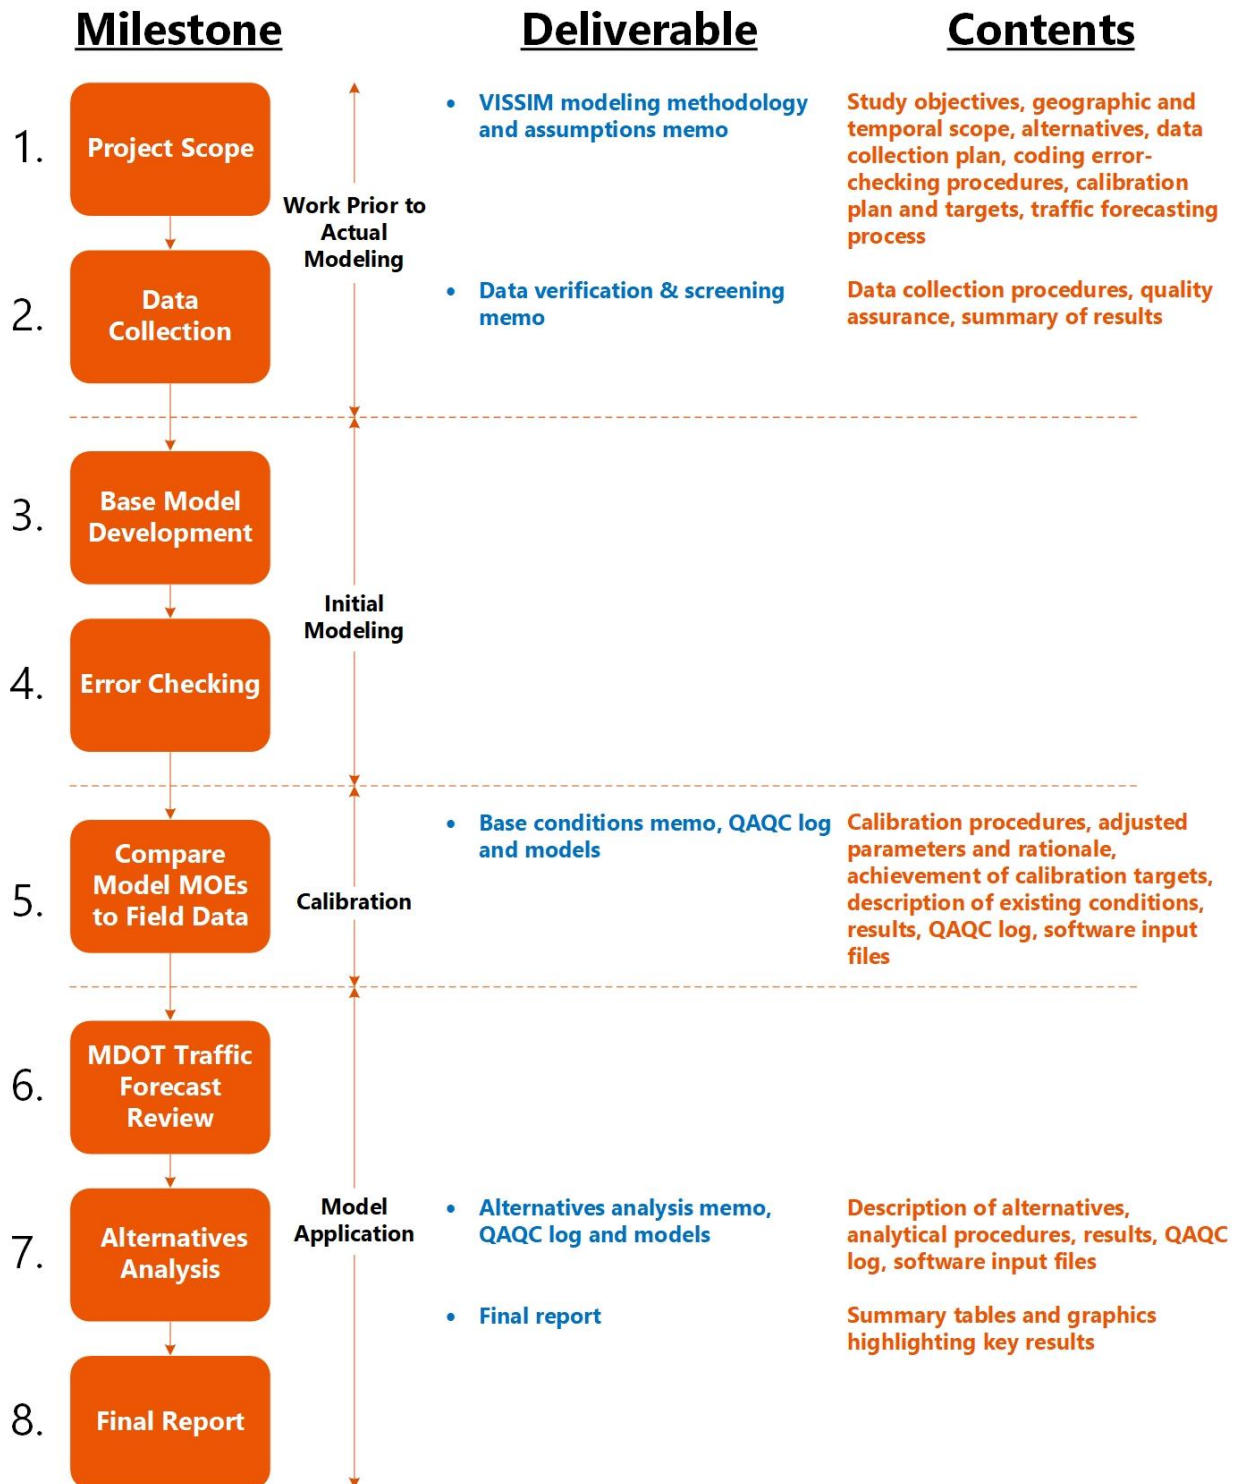 Milestone
Deliverable
Contents
1.
Project Scope
• VISSIM modeling methodology
and assumptions memo
Study objectives, geographic and
temporal scope, alternatives, data
collection plan, coding error-
checking procedures, calibration
plan and targets, traffic forecasting
process
Work Prior to
Actual
Modeling
2.
Data
Collection
• Data verification & screening
memo
Data collection procedures, quality
assurance, summary of results
3.
Base Model
Development
Initial
Modeling
4.
Error Checking
5.
Compare
Model MOEs
to Field Data
Calibration
• Base conditions memo, QAQC log
and models
Calibration procedures, adjusted
parameters and rationale,
achievement of calibration targets,
description of existing conditions,
results, QAQC log, software input
files
6.
MDOT Traffic
Forecast
Review
Model
Application
7.
Alternatives
Analysis
• Alternatives analysis memo,
QAQC log and models
Description of alternatives,
analytical procedures, results, QAQC
log, software input files
• Final report
Summary tables and graphics
highlighting key results
8.
Final Report